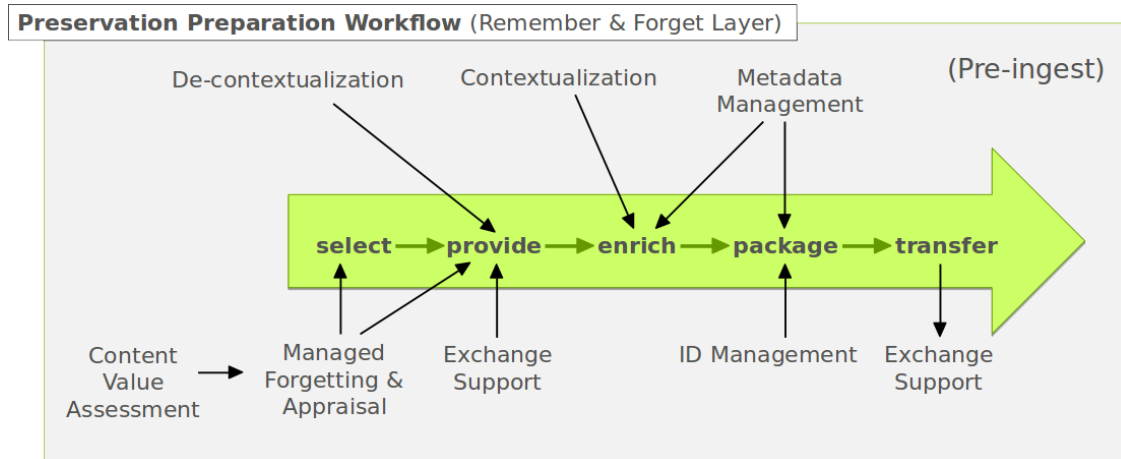 Preservation Preparation Workflow (Remember & Forget Layer)
(Pre-ingest)
De-contextualization
Contextualization
Metadata
Management
select
provide
enrich
package
transfer
Content
Value
Assessment
Managed
Forgetting &
Appraisal
Exchange
Support
ID Management
Exchange
Support